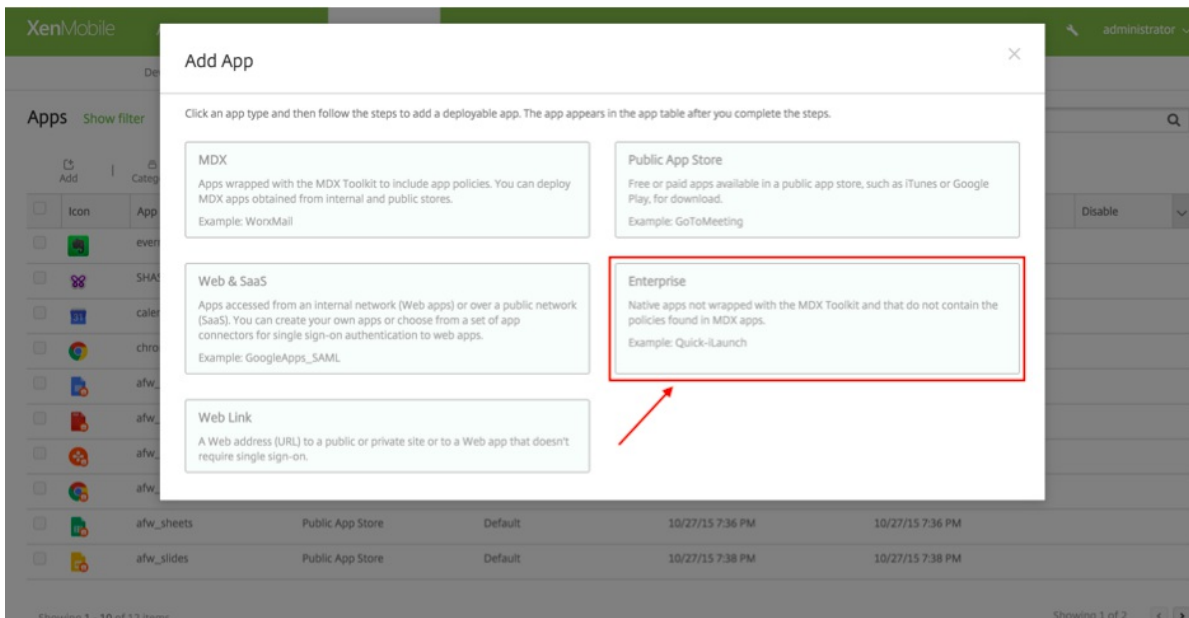 XenMobile
administrator
Add App
Apps Show filter
Click an app type and then follow the steps to add a deployable app. The app appears in the app table after you complete the steps.
Add
MDX
Apps wrapped with the MDX Toolkit to include app policies. You can deploy
MDX apps obtained from internal and public stores.
Example: WorxMail
Public App Store
Free or paid apps available in a public app store, such as iTunes or Google
Play, for download.
Example: GoToMeeting
Icon
App
Disable
Web & SaaS
Apps accessed from an internal network (Web apps) or over a public network
(SaaS). You can create your own apps or choose from a set of app
connectors for single sign-on authentication to web apps.
Example: GoogleApps_SAML
Enterprise
Native apps not wrapped with the MDX Toolkit and that do not contain the
policies found in MDX apps.
Example: Quick-iLaunch
Web Link
A Web address (URL) to a public or private site or to a Web app that doesn't
require single sign-on.
afw_sheets Public App Store Default 10/27/15 7:36 PM 10/27/15 7:36 PM
afw_slides Public App Store Default 10/27/15 7:38 PM 10/27/15 7:38 PM
Showing 1 of 2